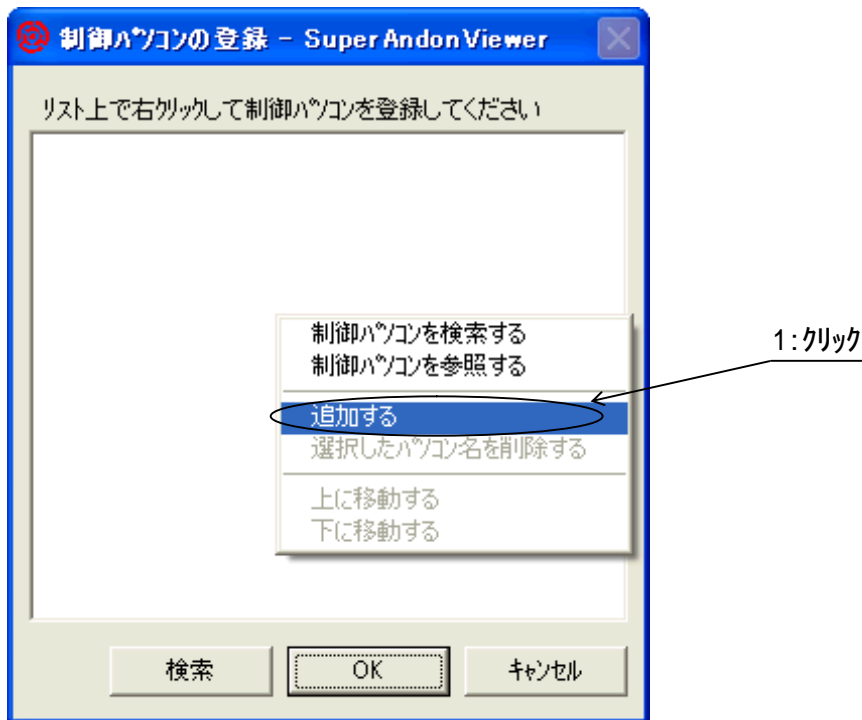 制御ﾊﾟｿｺﾝの登録 - SuperAndonViewer
ﾘｽﾄ上で右ｸﾘｯｸして制御ﾊﾟｿｺﾝを登録してください
制御ﾊﾟｿｺﾝを検索する
制御ﾊﾟｿｺﾝを参照する
1:ｸﾘｯｸ
追加する
選択したﾊﾟｿｺﾝ名を削除する
上に移動する
下に移動する
検索
OK
ｷｬﾝｾﾙ